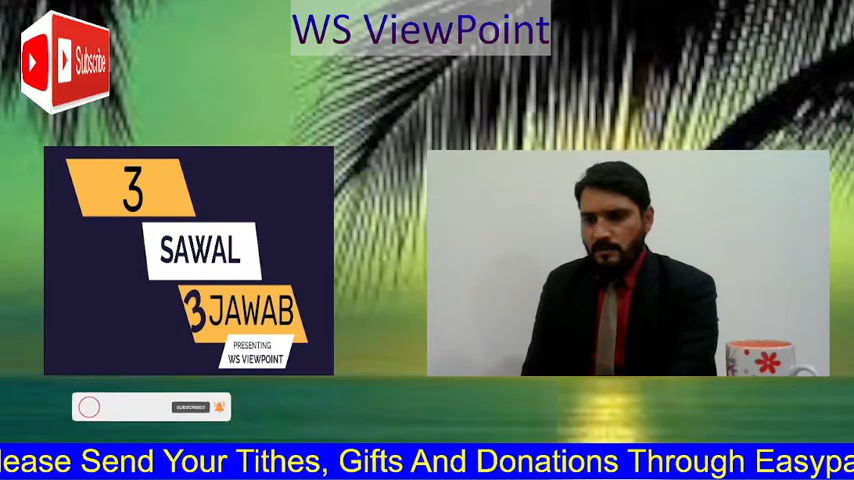 WS ViewPoint
Subscribe
3
SAWAL
3 JAWAB
PRESENTING
WS VIEWPOINT
SUBSCRIBED
lease Send Your Tithes, Gifts And Donations Through Easypa